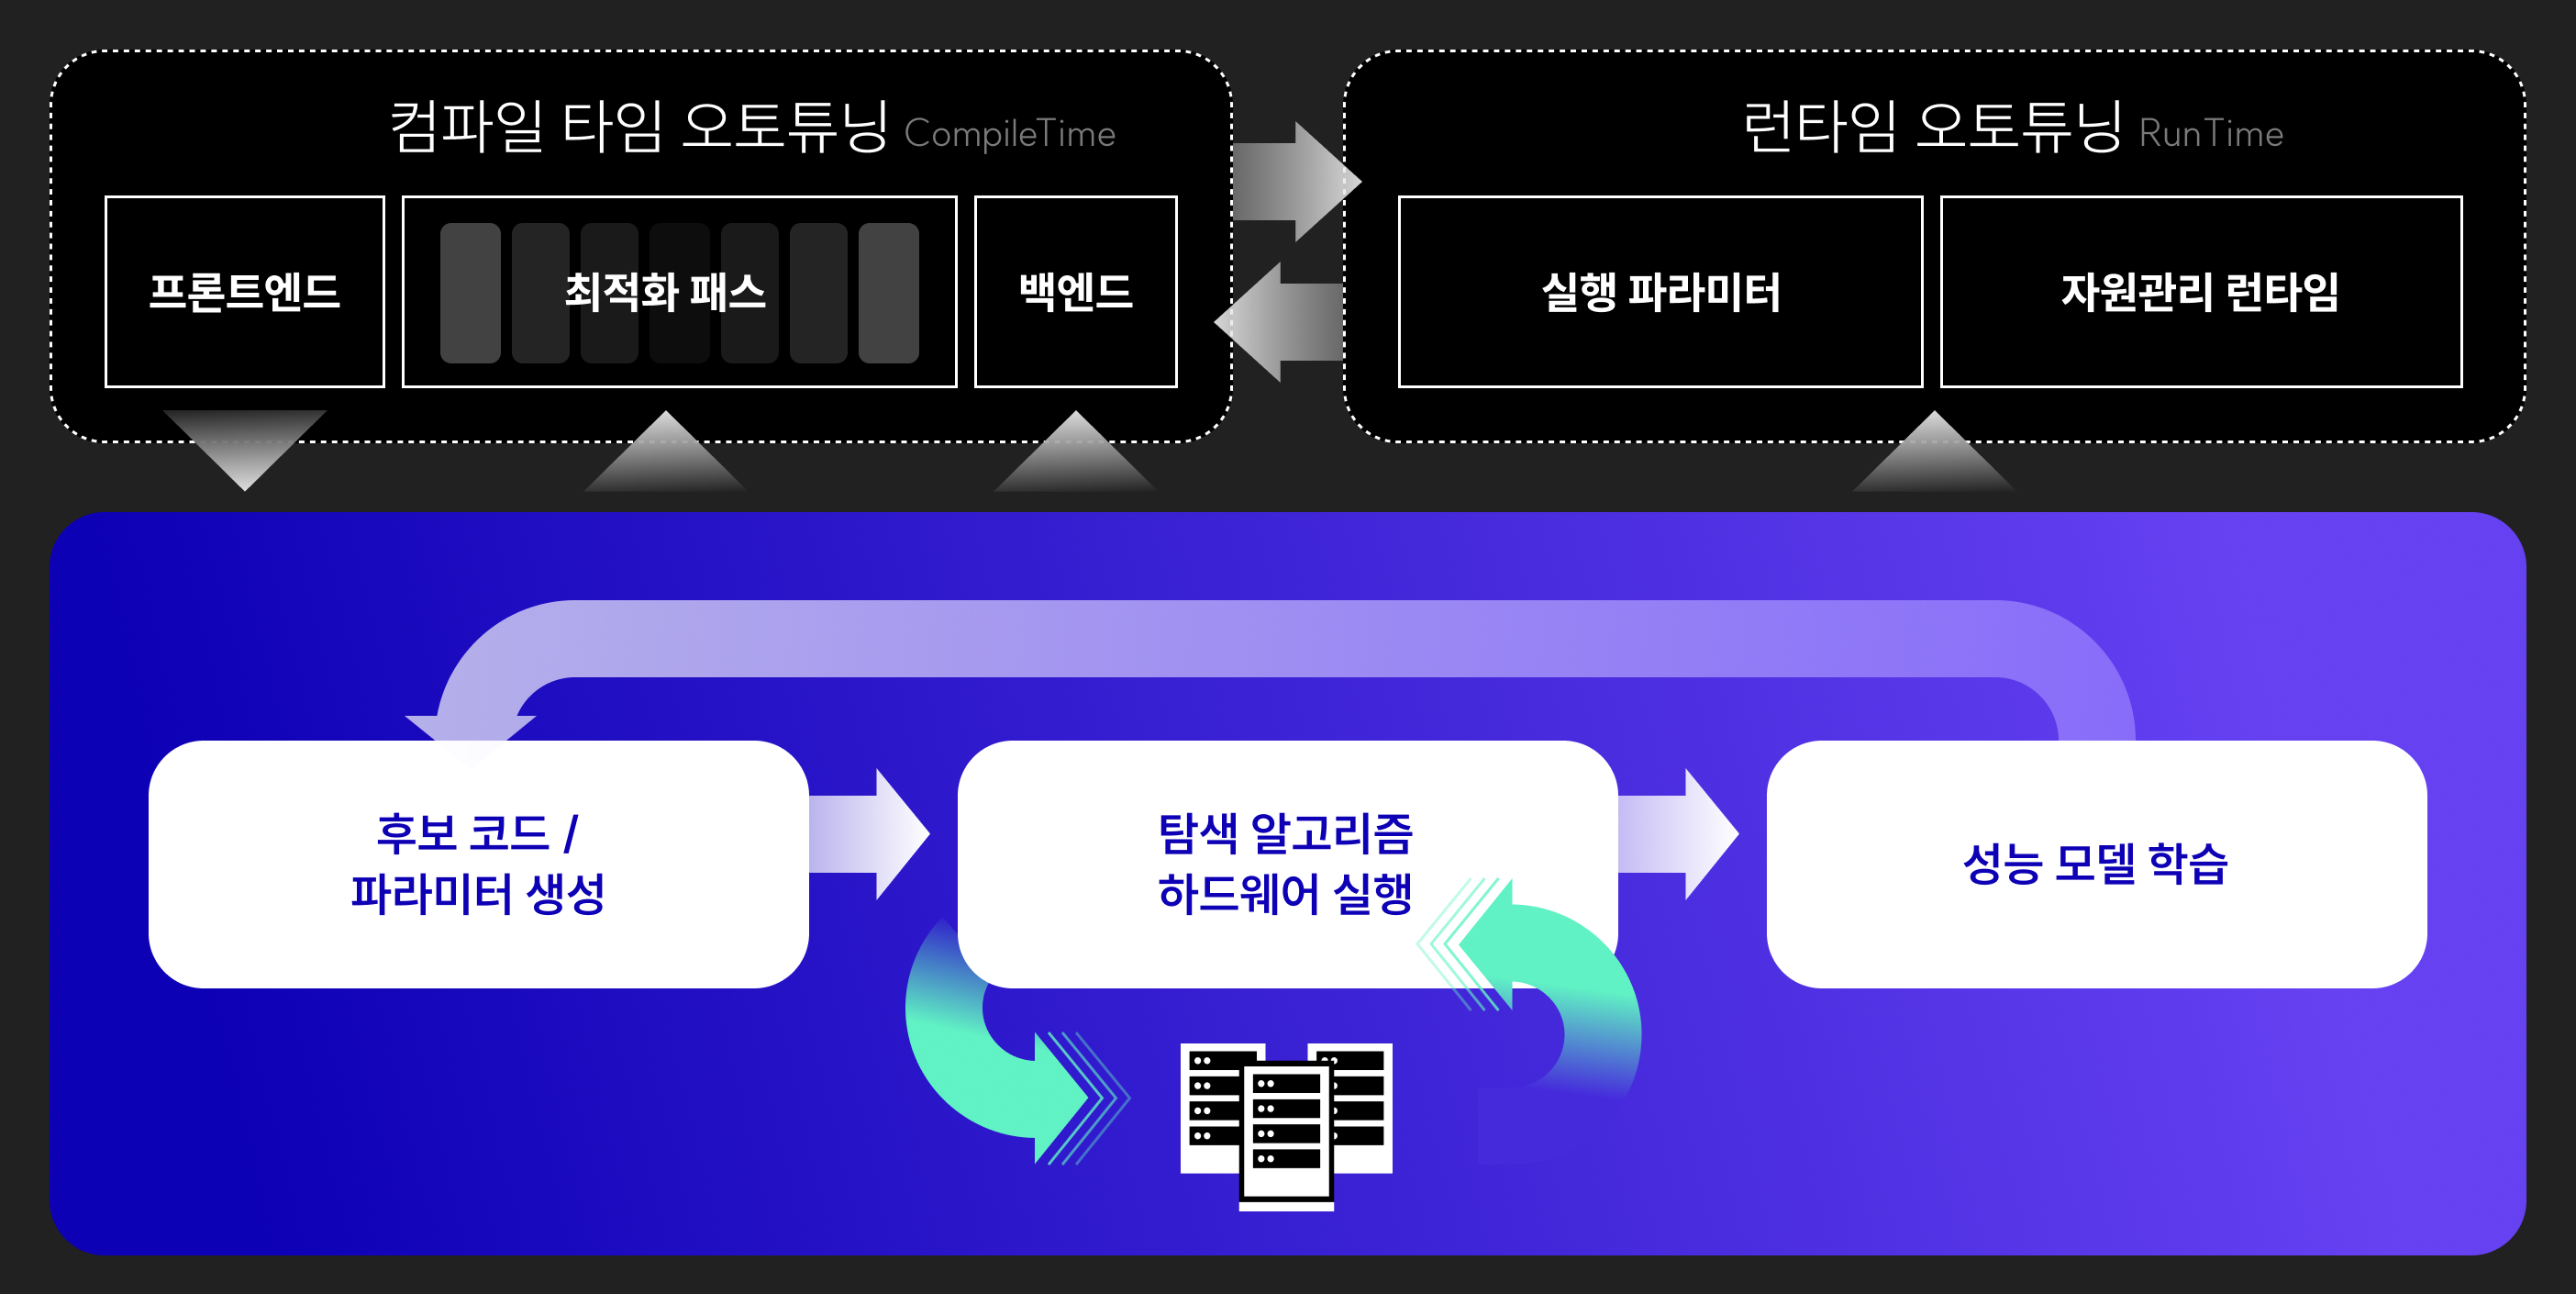 컴파일 타임 오토튜닝 CompileTime
런타임 오토튜닝 RunTime
프론트엔드
최적화 패스
백엔드
실행 파라미터
자원관리 런타임
후보 코드 /
파라미터 생성
탐색 알고리즘
하드웨어 실행
성능 모델 학습